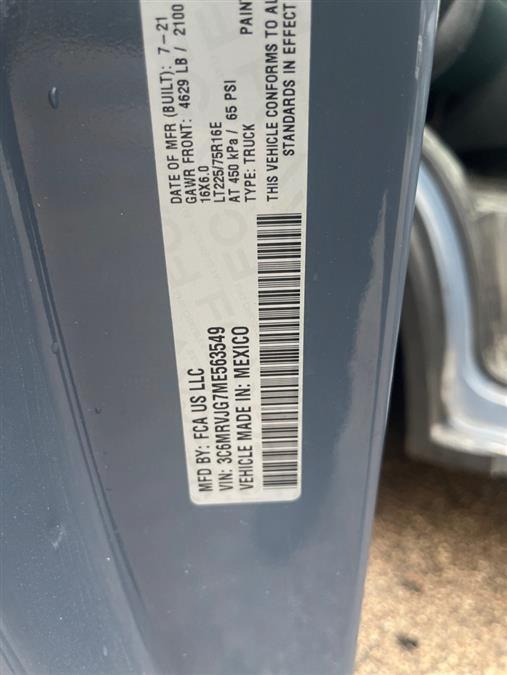 MFD BY: FCA US LLC
DATE OF MFR (BUILT): 7-21
GAWR FRONT: 4629 LB / 2100
VIN: 3C6MRVJG7ME563549
16X6.0
LT225/75R16E
VEHICLE MADE IN: MEXICO
AT 450 kPa / 65 PSI
TYPE: TRUCK
PAIN
THIS VEHICLE CONFORMS TO AL
STANDARDS IN EFFECT